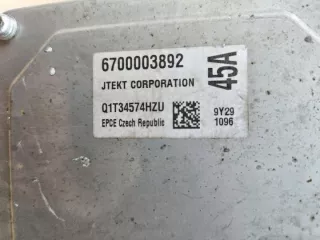 6700003892
45A
JTEKT CORPORATION
Q1T34574HZU
9Y29
EPCE Czech Republic
1096